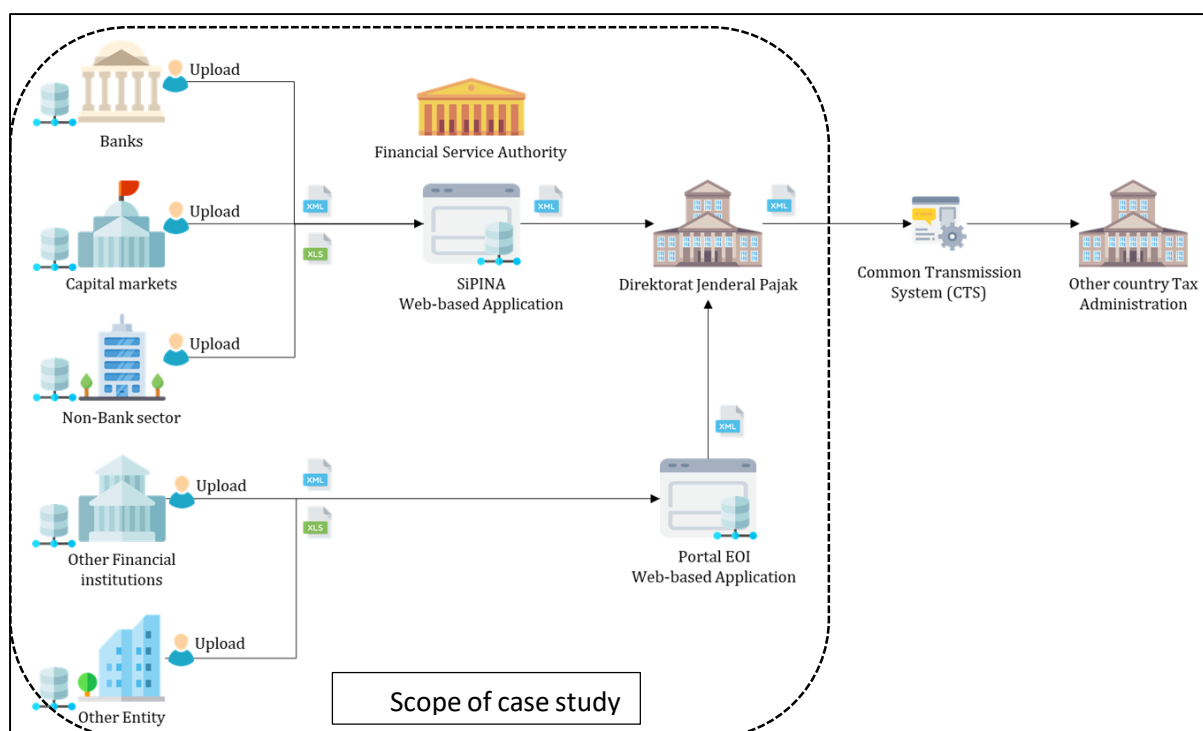 Upload
Banks
Financial Service Authority
Upload
XML
XML
XML
XLS
Capital markets
SiPINA
Web-based Application
Direktorat Jenderal Pajak
Common Transmission
System (CTS)
Other country Tax
Administration
Upload
Non-Bank sector
XML
Upload
XML
XLS
Other Financial
institutions
Portal EOI
Web-based Application
Upload
Other Entity
Scope of case study